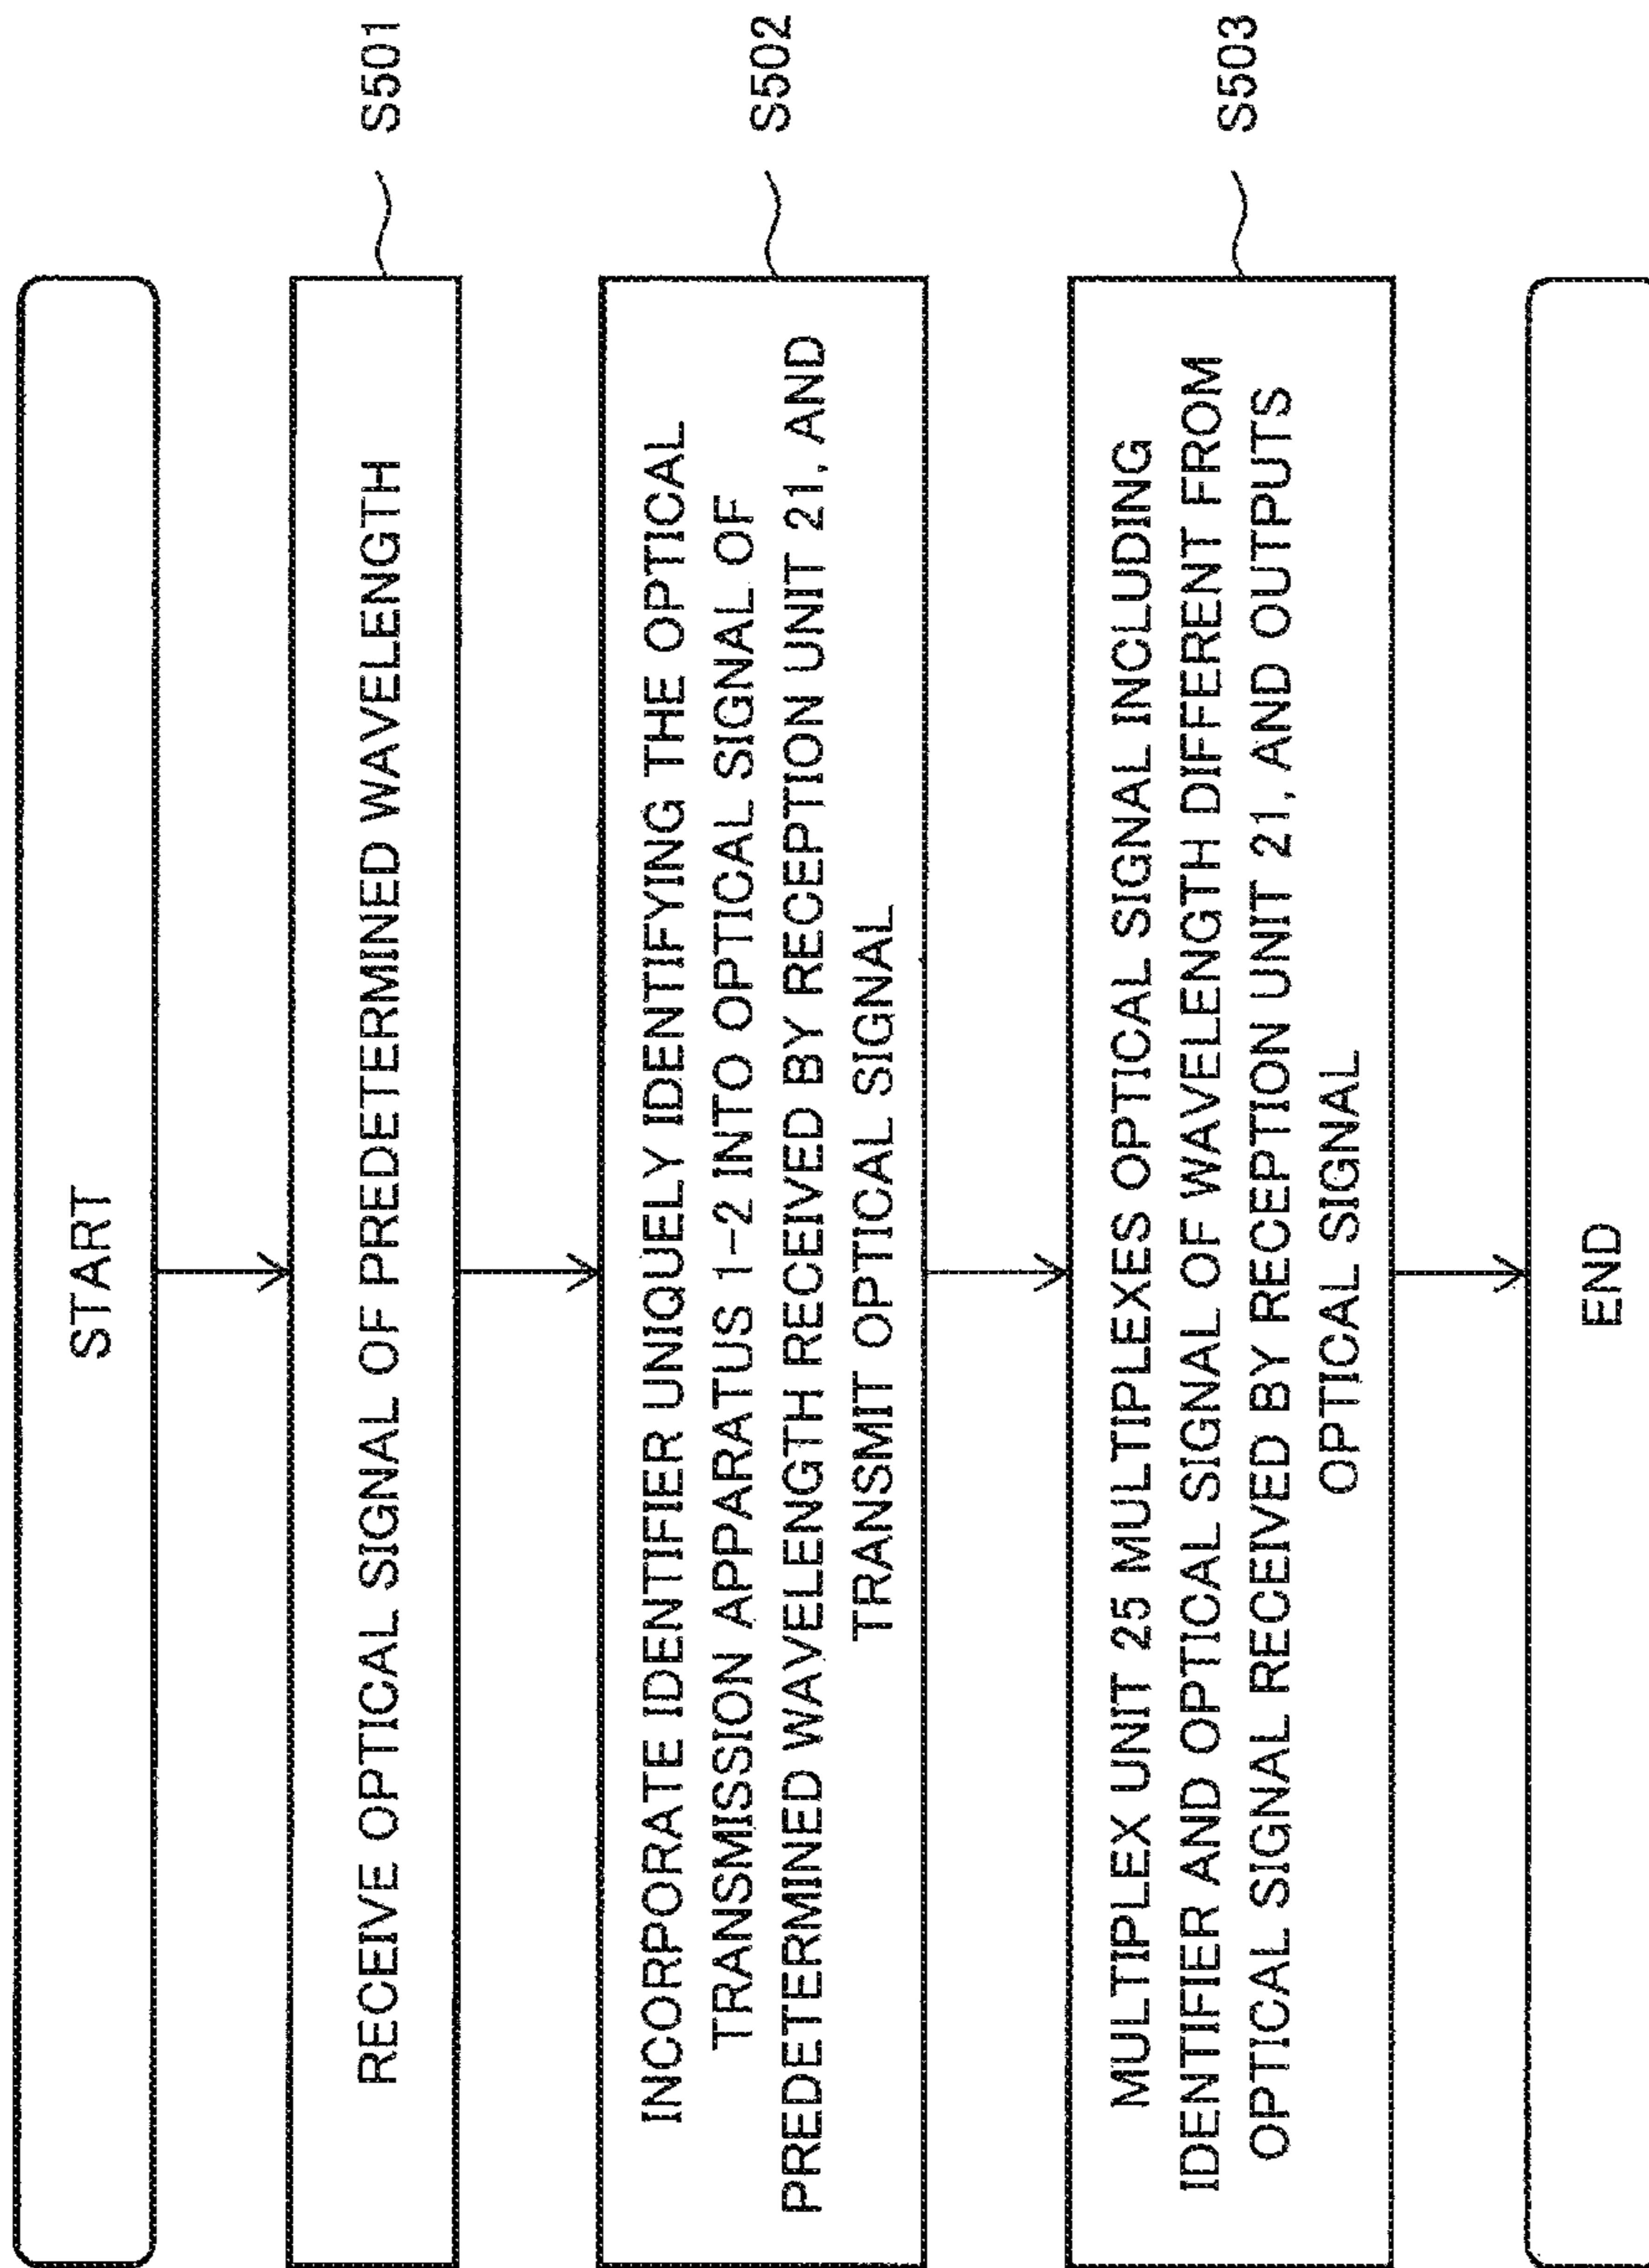 START
RECEIVE OPTICAL SIGNAL OF PREDETERMINED WAVELENGTH
S501
INCORPORATE IDENTIFIER UNIQUELY IDENTIFYING THE OPTICAL
TRANSMISSION APPARATUS 1-2 INTO OPTICAL SIGNAL OF
PREDETERMINED WAVELENGTH RECEIVED BY RECEPTION UNIT 21, AND
TRANSMIT OPTICAL SIGNAL
S502
MULTIPLEX UNIT 25 MULTIPLEXES OPTICAL SIGNAL INCLUDING
IDENTIFIER AND OPTICAL SIGNAL OF WAVELENGTH DIFFERENT FROM
OPTICAL SIGNAL RECEIVED BY RECEPTION UNIT 21, AND OUTPUTS
OPTICAL SIGNAL
S503
END